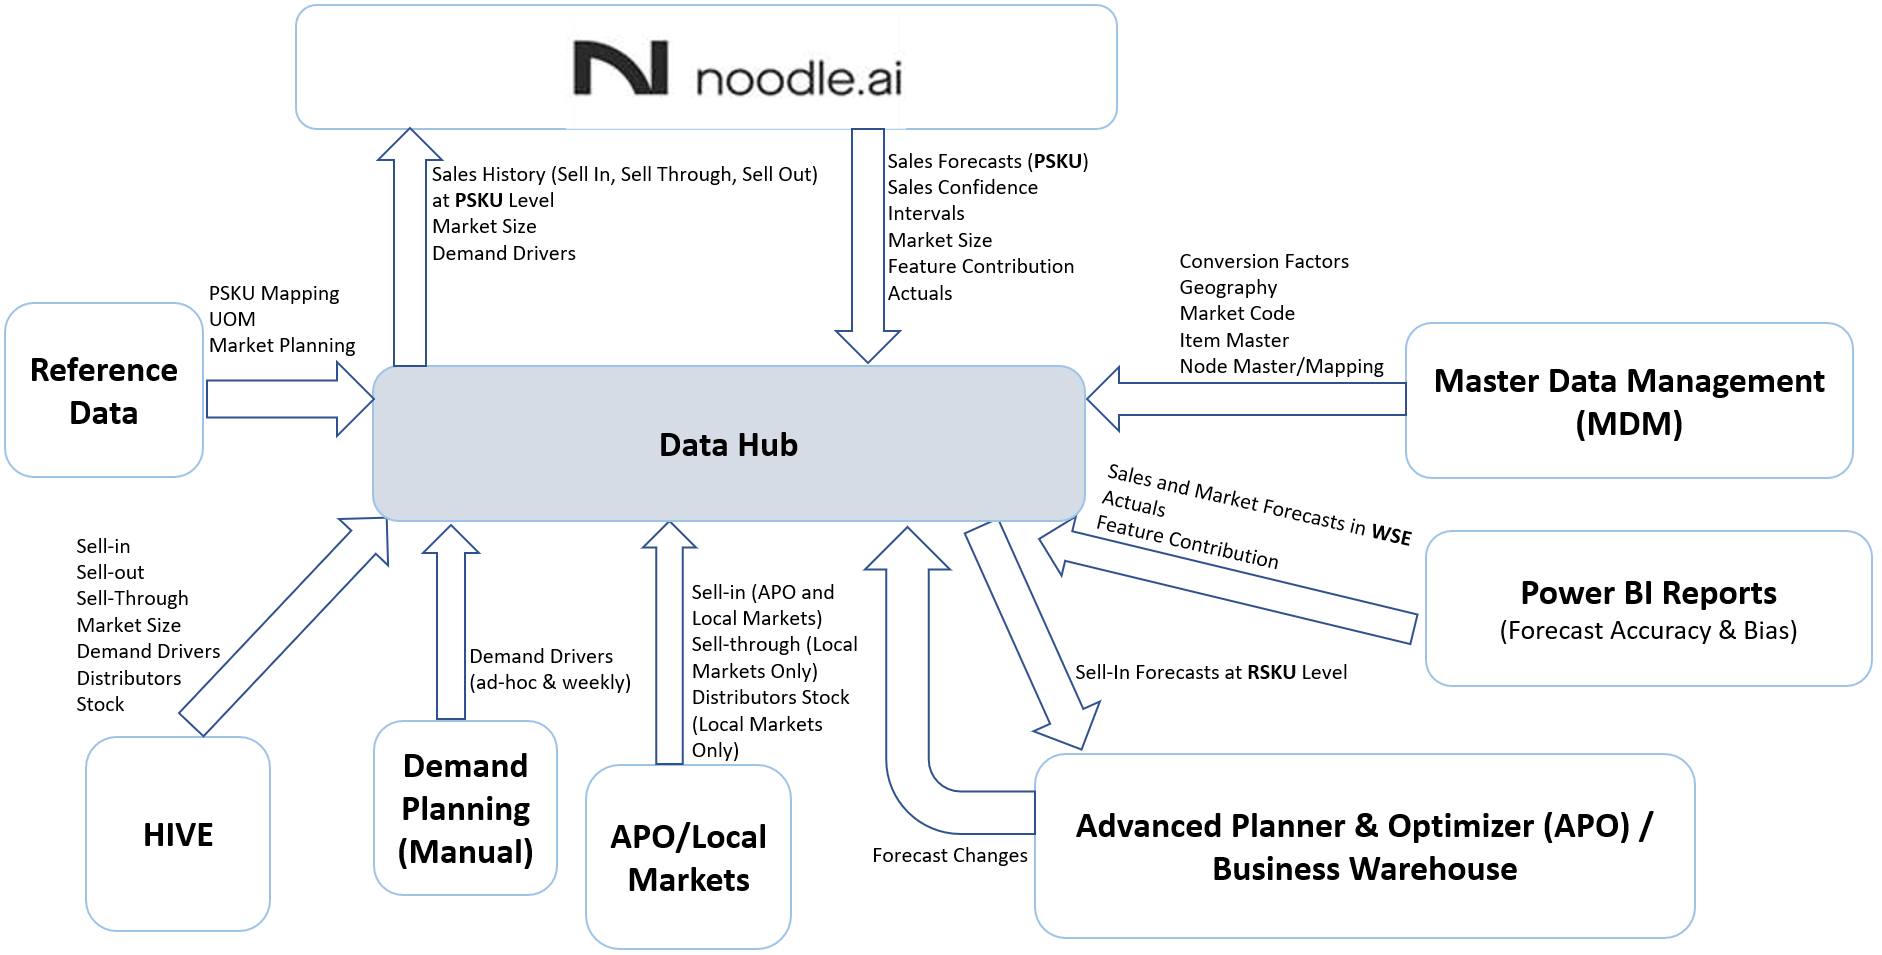 noodle.ai
Sales History (Sell In, Sell Through, Sell Out)
at PSKU Level
Market Size
Demand Drivers
Sales Forecasts (PSKU)
Sales Confidence
Intervals
Market Size
Feature Contribution
Actuals
PSKU Mapping
UOM
Market Planning
Reference
Data
Conversion Factors
Geography
Market Code
Item Master
Node Master/Mapping
Master Data Management
(MDM)
Data Hub
Sales and Market Forecasts in WSE
Actuals
Feature Contribution
Power BI Reports
(Forecast Accuracy & Bias)
Sell-in
Sell-out
Sell-Through
Market Size
Demand Drivers
Distributors
Stock
HIVE
Demand Drivers
(ad-hoc & weekly)
Demand
Planning
(Manual)
Sell-in (APO and
Local Markets)
Sell-through (Local
Markets Only)
Distributors Stock
(Local Markets
Only)
APO/Local
Markets
Sell-In Forecasts at RSKU Level
Forecast Changes
Advanced Planner & Optimizer (APO) /
Business Warehouse